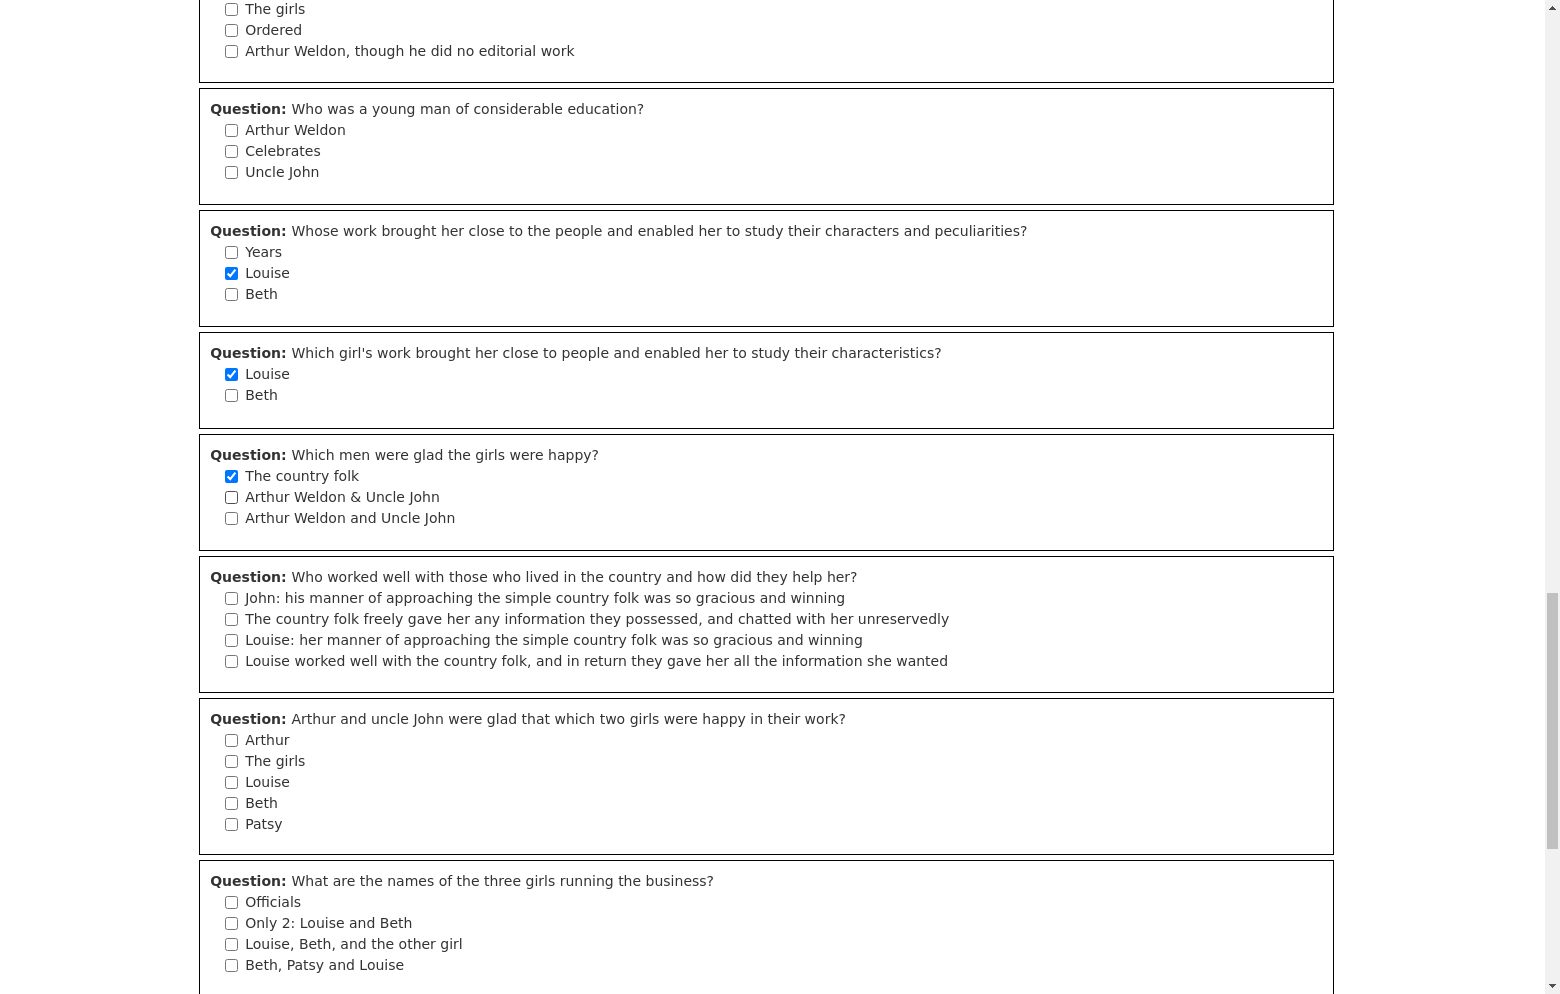 The girls
Ordered
Arthur Weldon, though he did no editorial work
Question: Who was a young man of considerable education?
Arthur Weldon
Celebrates
Uncle John
Question: Whose work brought her close to the people and enabled her to study their characters and peculiarities?
Years
Louise
Beth
Question: Which girl's work brought her close to people and enabled her to study their characteristics?
Louise
Beth
Question: Which men were glad the girls were happy?
The country folk
Arthur Weldon & Uncle John
Arthur Weldon and Uncle John
Question: Who worked well with those who lived in the country and how did they help her?
John: his manner of approaching the simple country folk was so gracious and winning
The country folk freely gave her any information they possessed, and chatted with her unreservedly
Louise: her manner of approaching the simple country folk was so gracious and winning
Louise worked well with the country folk, and in return they gave her all the information she wanted
Question: Arthur and uncle John were glad that which two girls were happy in their work?
Arthur
The girls
Louise
Beth
Patsy
Question: What are the names of the three girls running the business?
Officials
Only 2: Louise and Beth
Louise, Beth, and the other girl
Beth, Patsy and Louise